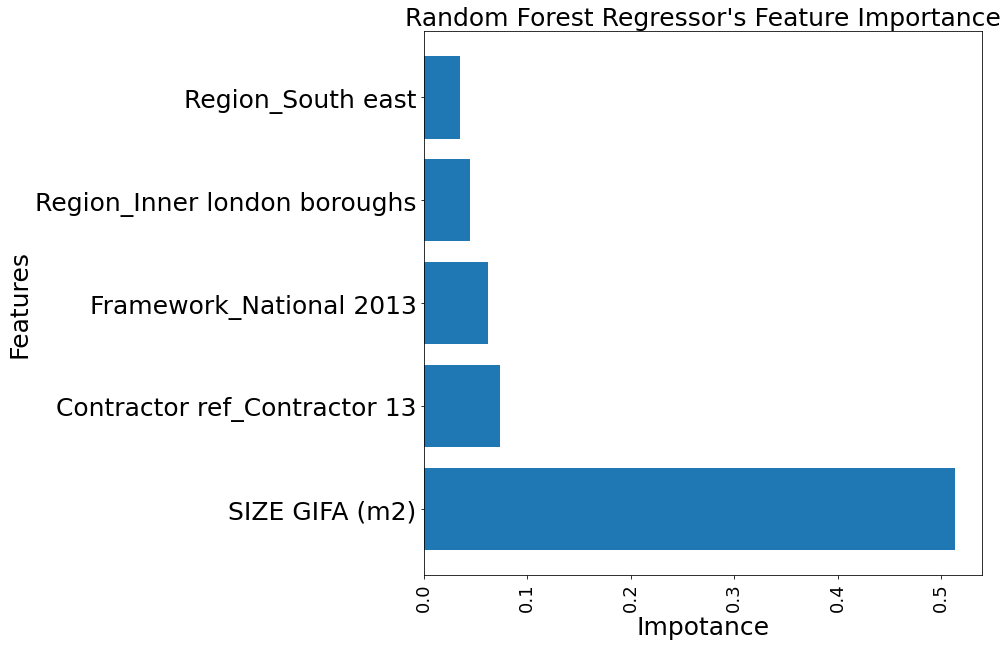 Random Forest Regressor's Feature Importance
Region_South east
Region_Inner london boroughs
Framework_National 2013
Contractor ref_Contractor 13
SIZE GIFA (m2)
Features
0.0
0.1
0.2
0.3
0.4
0.5
Impotance